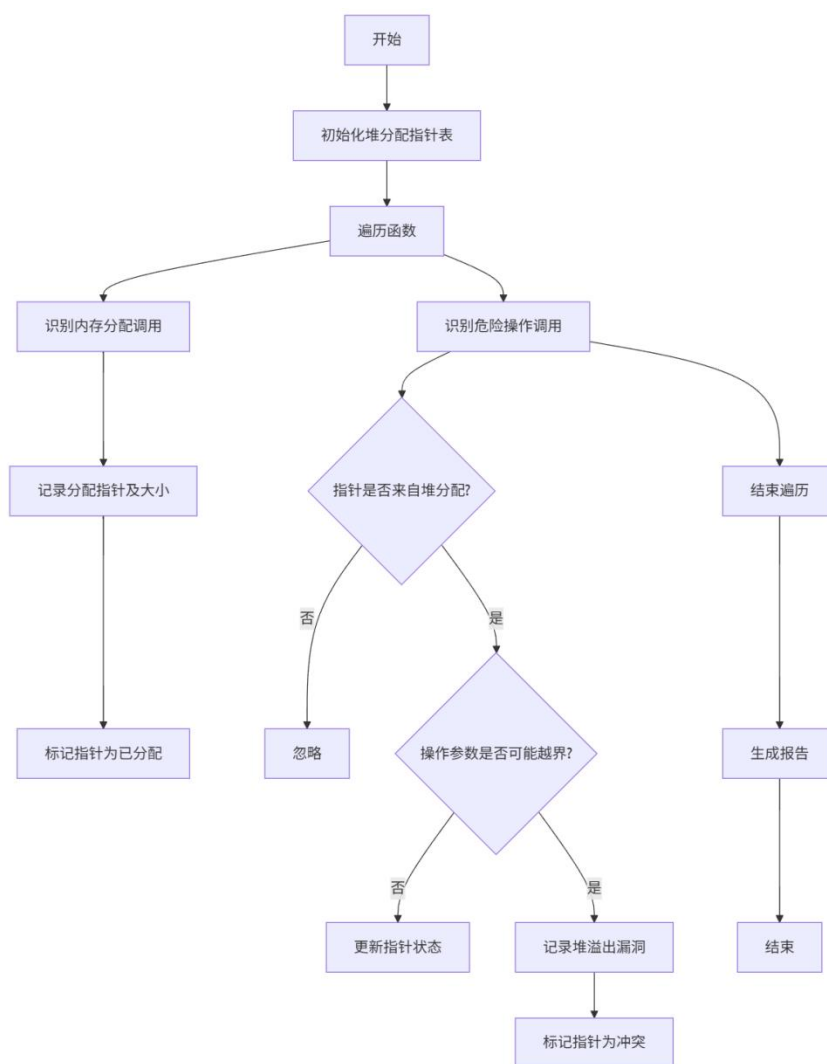 开始
初始化堆分配指针表
遍历函数
识别内存分配调用
识别危险操作调用
记录分配指针及大小
指针是否来自堆分配?
结束遍历
否
是
标记指针为已分配
忽略
操作参数是否可能越界?
生成报告
否
是
更新指针状态
记录堆溢出漏洞
结束
标记指针为冲突